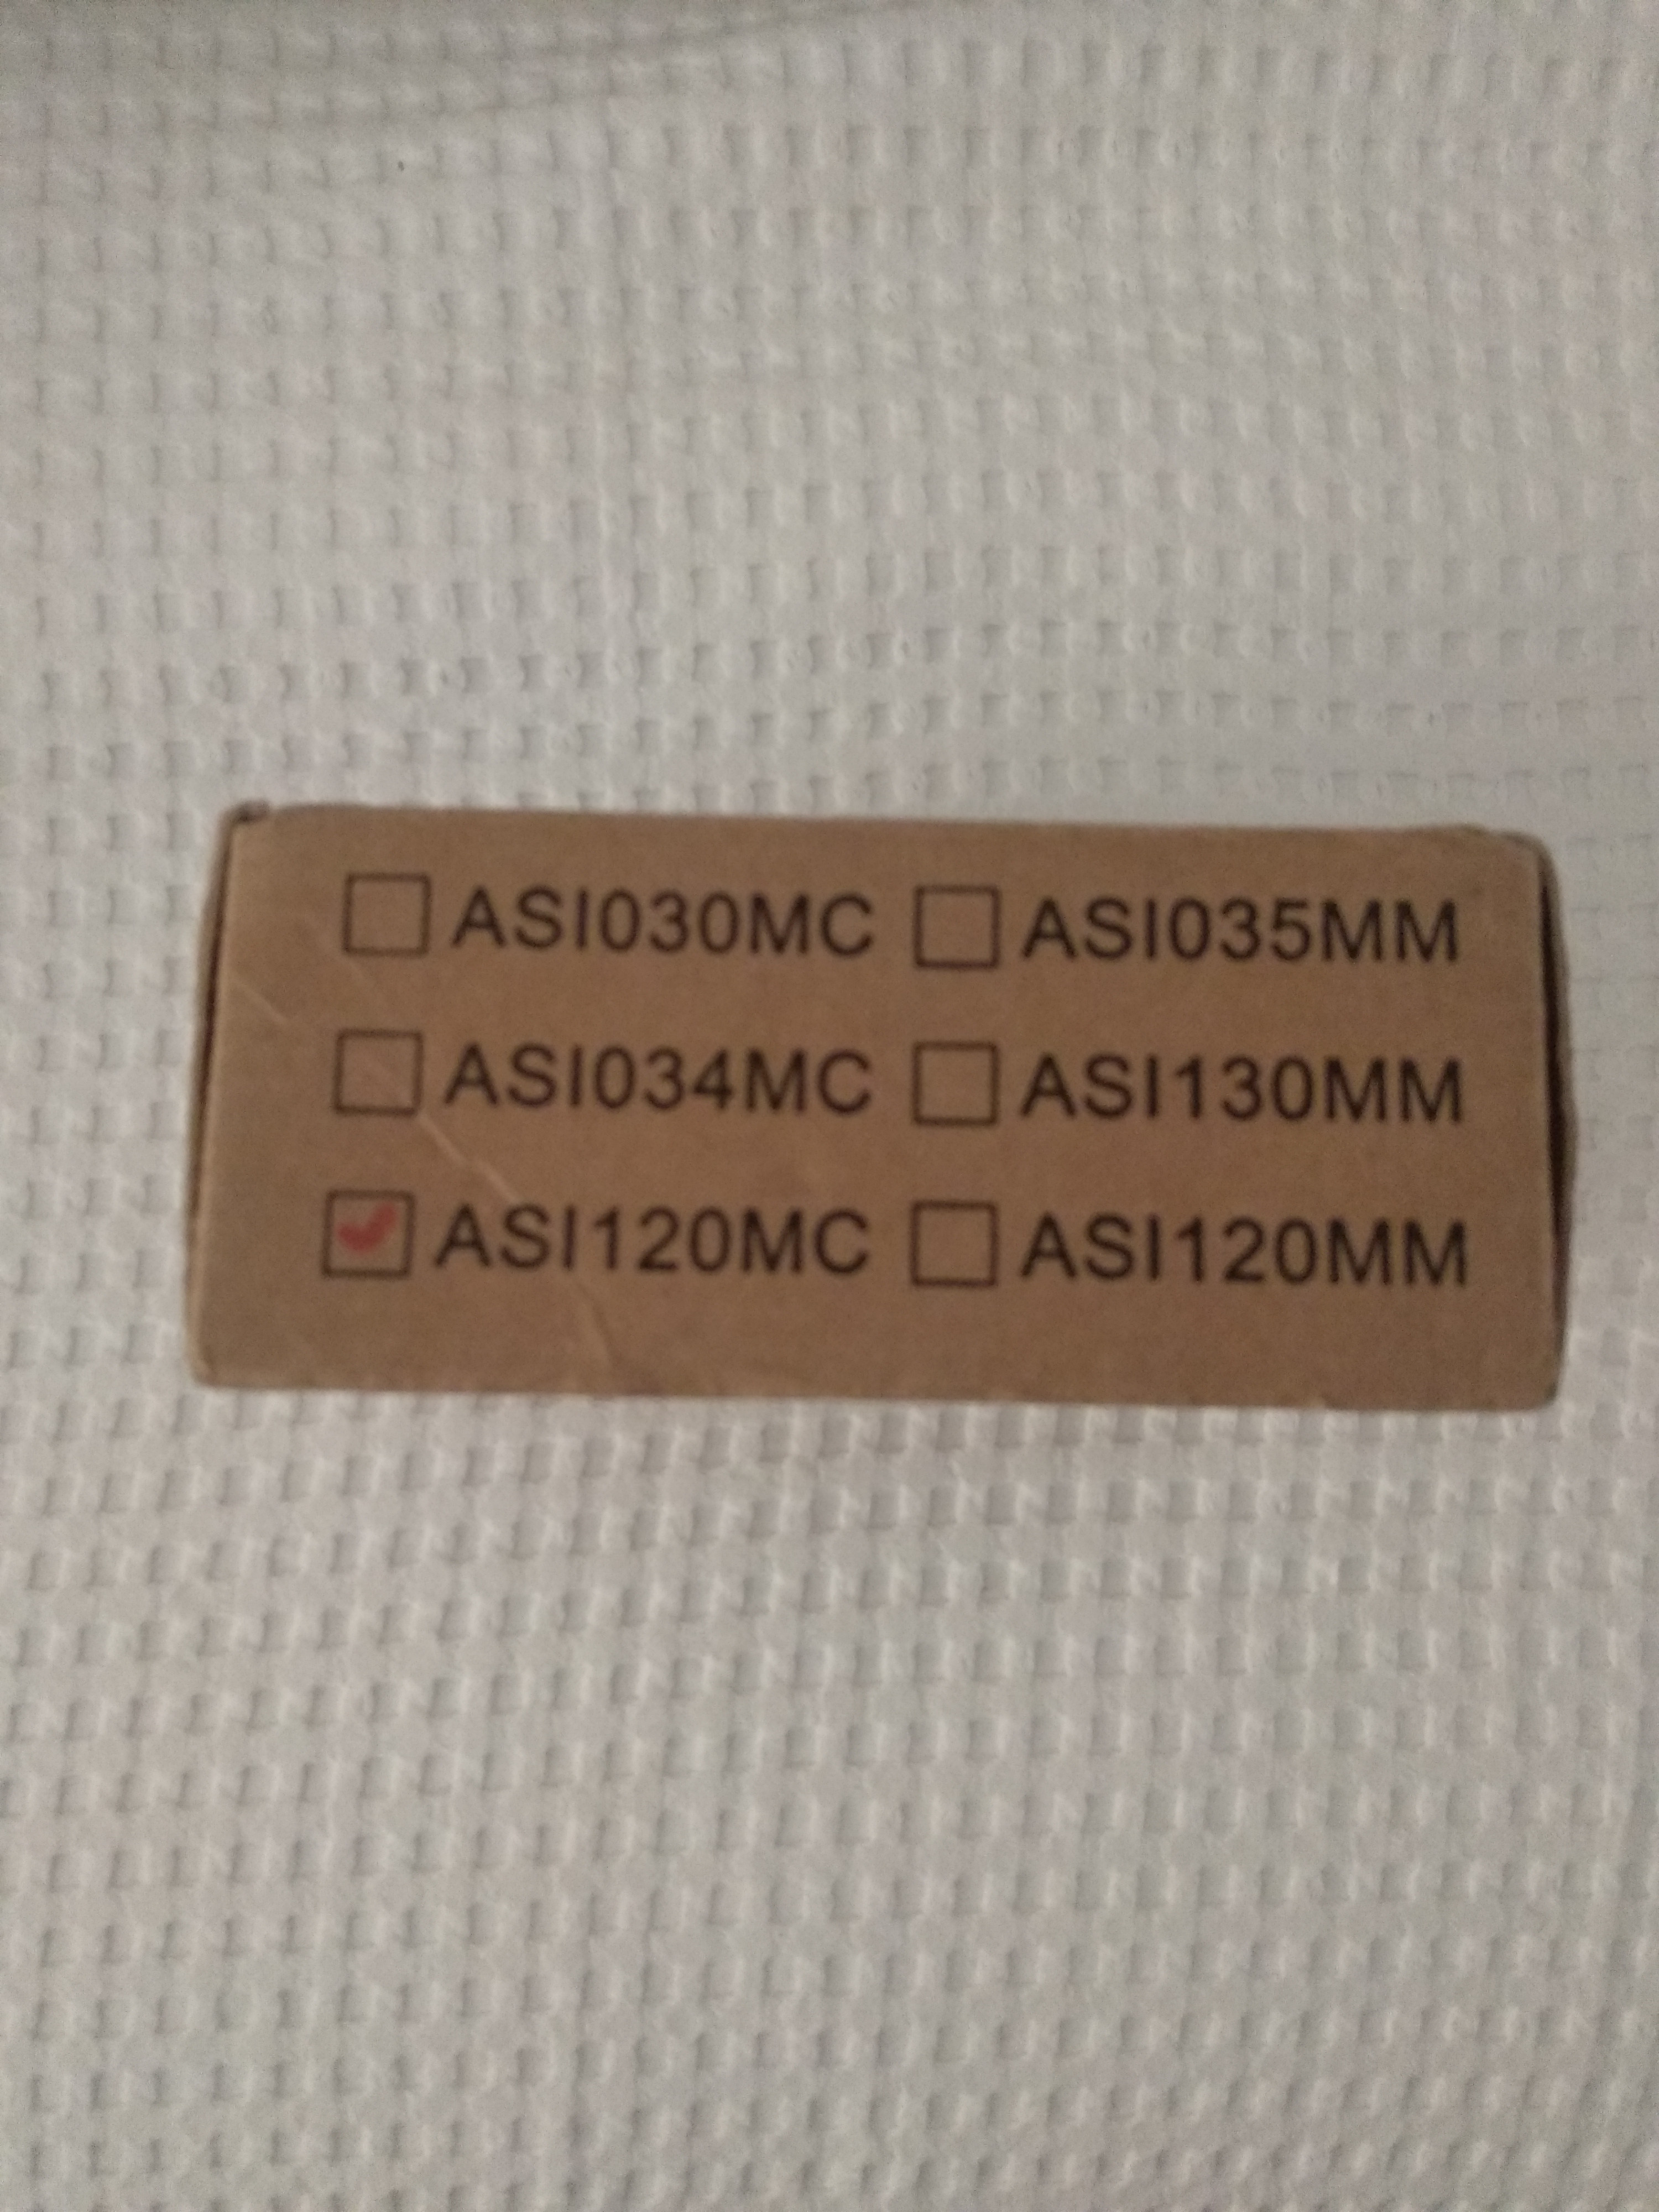 ☐ ASI030MC ☐ ASI035MM
☐ ASI034MC ☐ ASI130MM
☑ ASI120MC ☐ ASI120MM